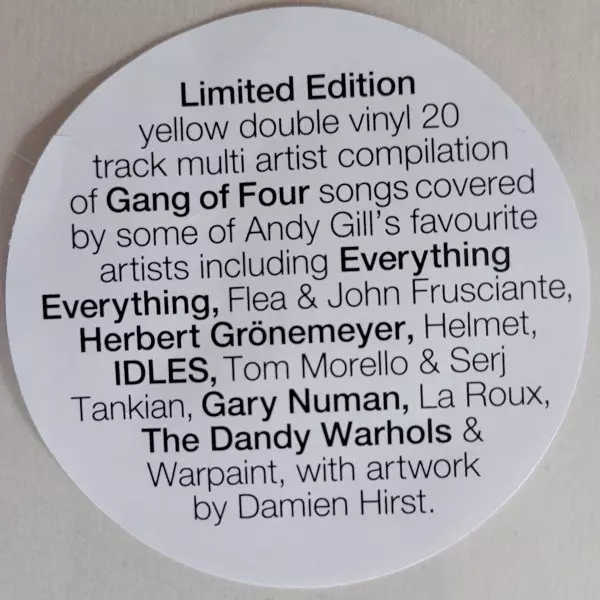 Limited Edition
yellow double vinyl 20
track multi artist compilation
of Gang of Four songs covered
by some of Andy Gill's favourite
artists including Everything
Everything, Flea & John Frusciante,
Herbert Grönemeyer, Helmet,
IDLES, Tom Morello & Serj
Tankian, Gary Numan, La Roux,
The Dandy Warhols &
Warpaint, with artwork
by Damien Hirst.